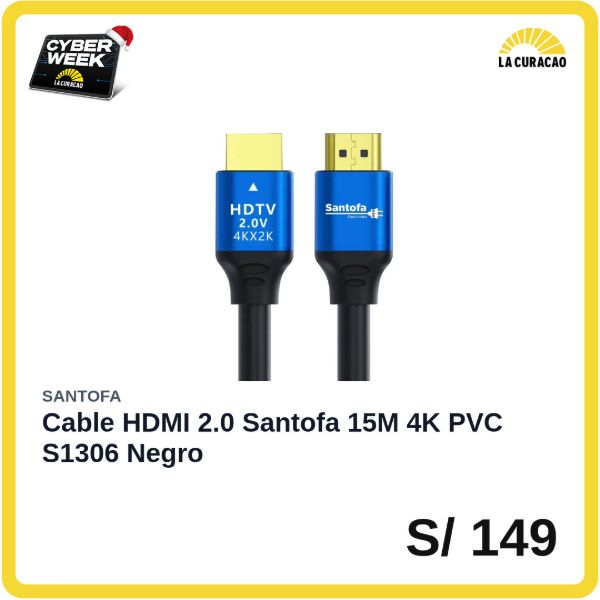 CYBER
WEEK
LA CURACAO
LA CURACAO
HDTV
2.0V
4KX2K
Santofa
SANTOFA
Cable HDMI 2.0 Santofa 15M 4K PVC
S1306 Negro
S/ 149